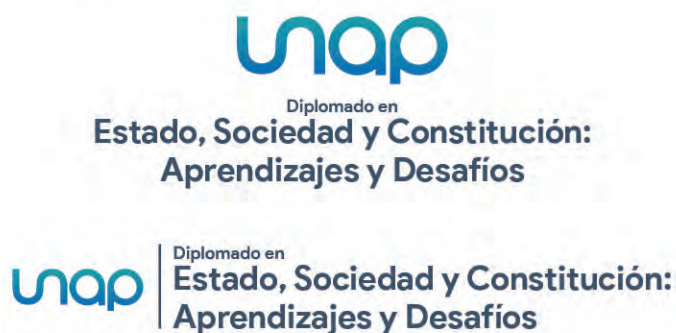 unap
Diplomado en
Estado, Sociedad y Constitución:
Aprendizajes y Desafíos
unap
Diplomado en
Estado, Sociedad y Constitución:
Aprendizajes y Desafíos